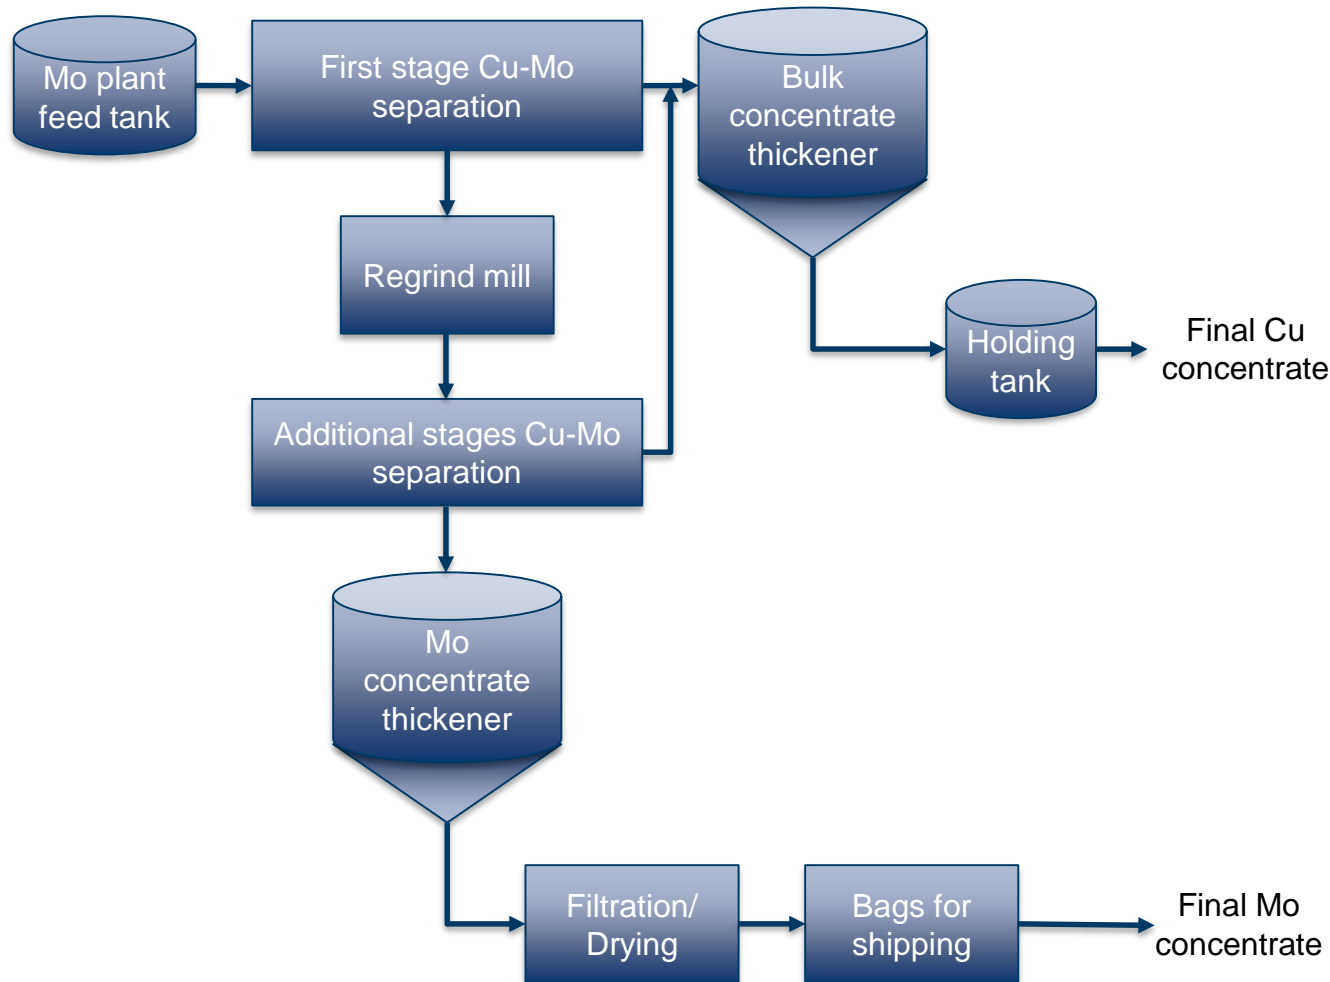 Mo plant
feed tank
First stage Cu-Mo
separation
Bulk
concentrate
thickener
Regrind mill
Holding
tank
Final Cu
concentrate
Additional stages Cu-Mo
separation
Mo
concentrate
thickener
Filtration/
Drying
Bags for
shipping
Final Mo
concentrate